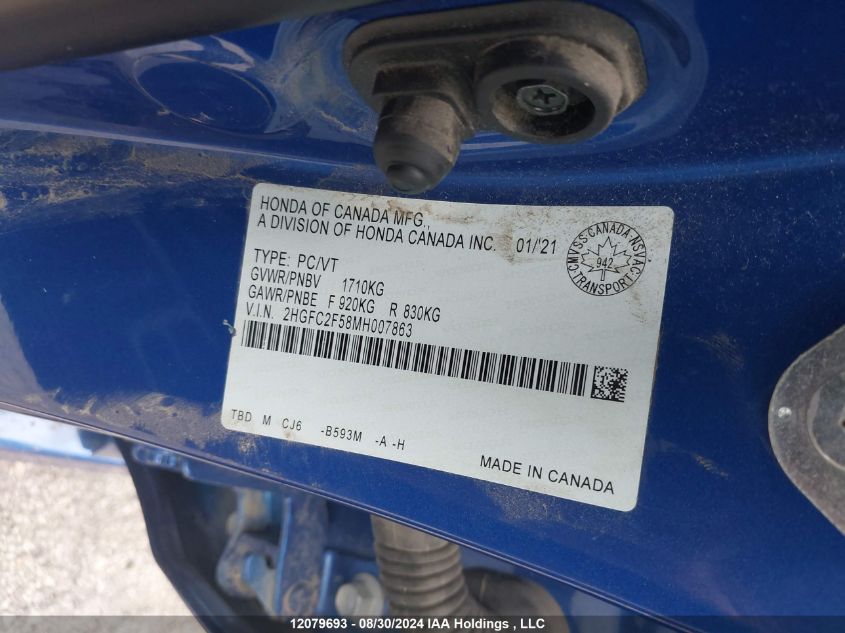 HONDA OF CANADA MFG.,
A DIVISION OF HONDA CANADA INC. 01/'21
TYPE: PC/VT
GVWR/PNBV 1710KG
GAWR/PNBE F 920KG R 830KG
V.I.N. 2HGFC2F58MH007863
CMVSS.CANADA.NSVAC
942
TRANSPORT
TBD M CJ6 -B593M -A -H
MADE IN CANADA
12079693 - 08/30/2024 IAA Holdings , LLC